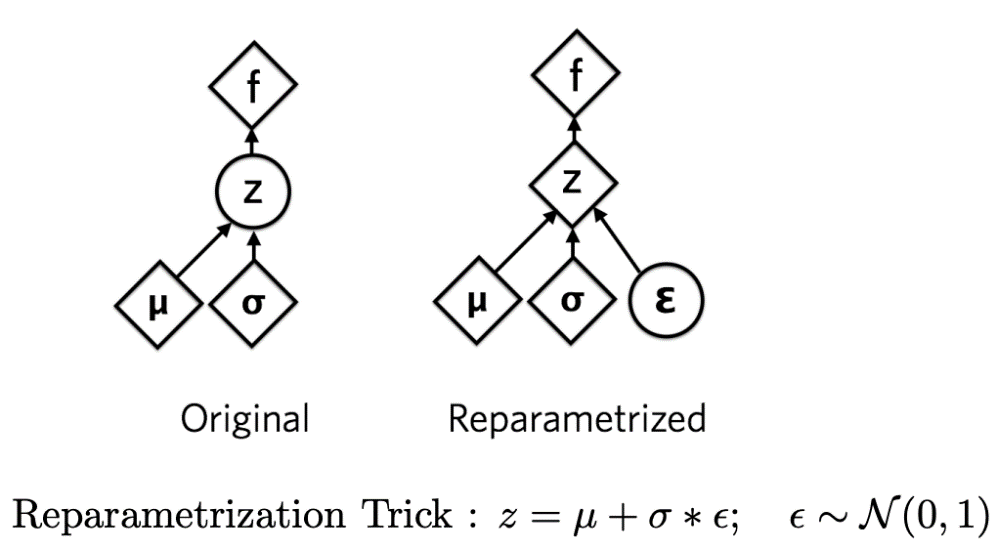 f f
z z
μ σ μ σ ε
Original Reparametrized
Reparametrization Trick : z = μ + σ * ϵ; ϵ ∼ 𝒩(0, 1)